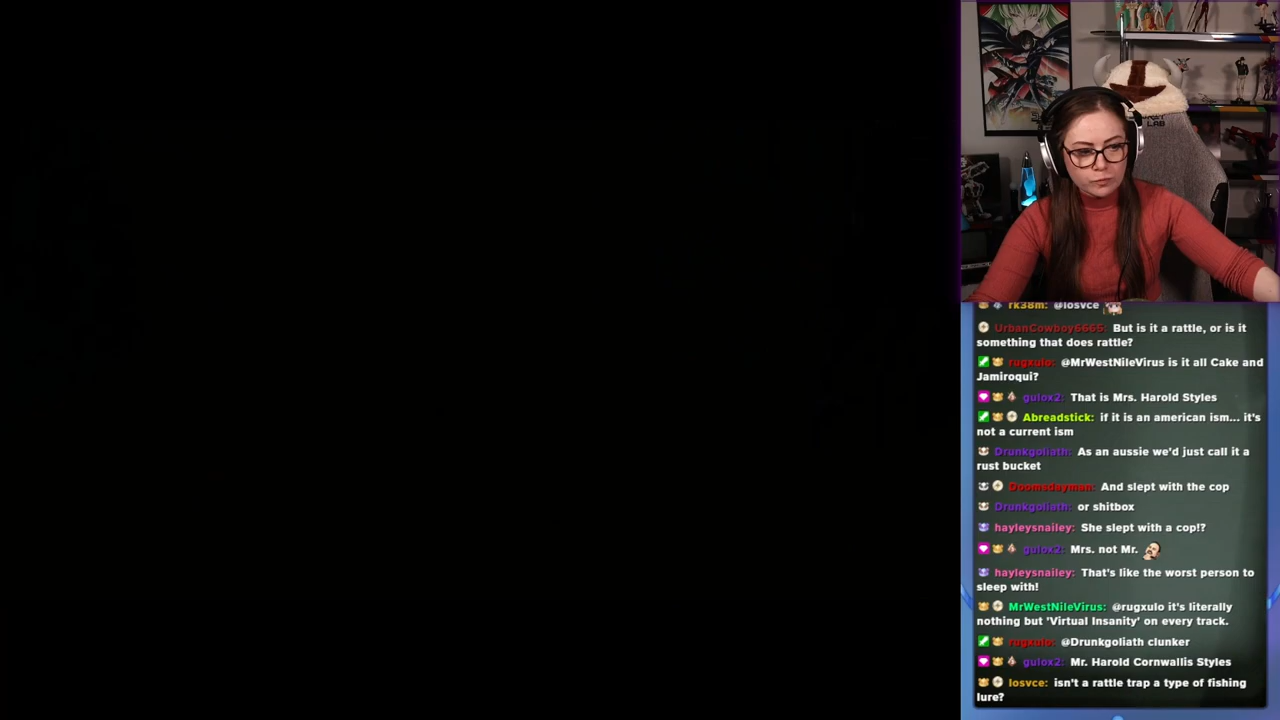 LAB
rk38m: @losvce
UrbanCowboy6665: But is it a rattle, or is it
something that does rattle?
rugxulo: @MrWestNileVirus is it all Cake and
Jamiroqui?
gulox2: That is Mrs. Harold Styles
Abreadstick: if it is an american ism... it's
not a current ism
Drunkgoliath: As an aussie we'd just call it a
rust bucket
Doomsdayman: And slept with the cop
Drunkgoliath: or shitbox
hayleysnailey: She slept with a cop!?
gulox2: Mrs. not Mr.
hayleysnailey: That's like the worst person to
sleep with!
MrWestNileVirus: @rugxulo it's literally
nothing but 'Virtual Insanity' on every track.
rugxulo: @Drunkgoliath clunker
gulox2: Mr. Harold Cornwallis Styles
losvce: isn't a rattle trap a type of fishing
lure?